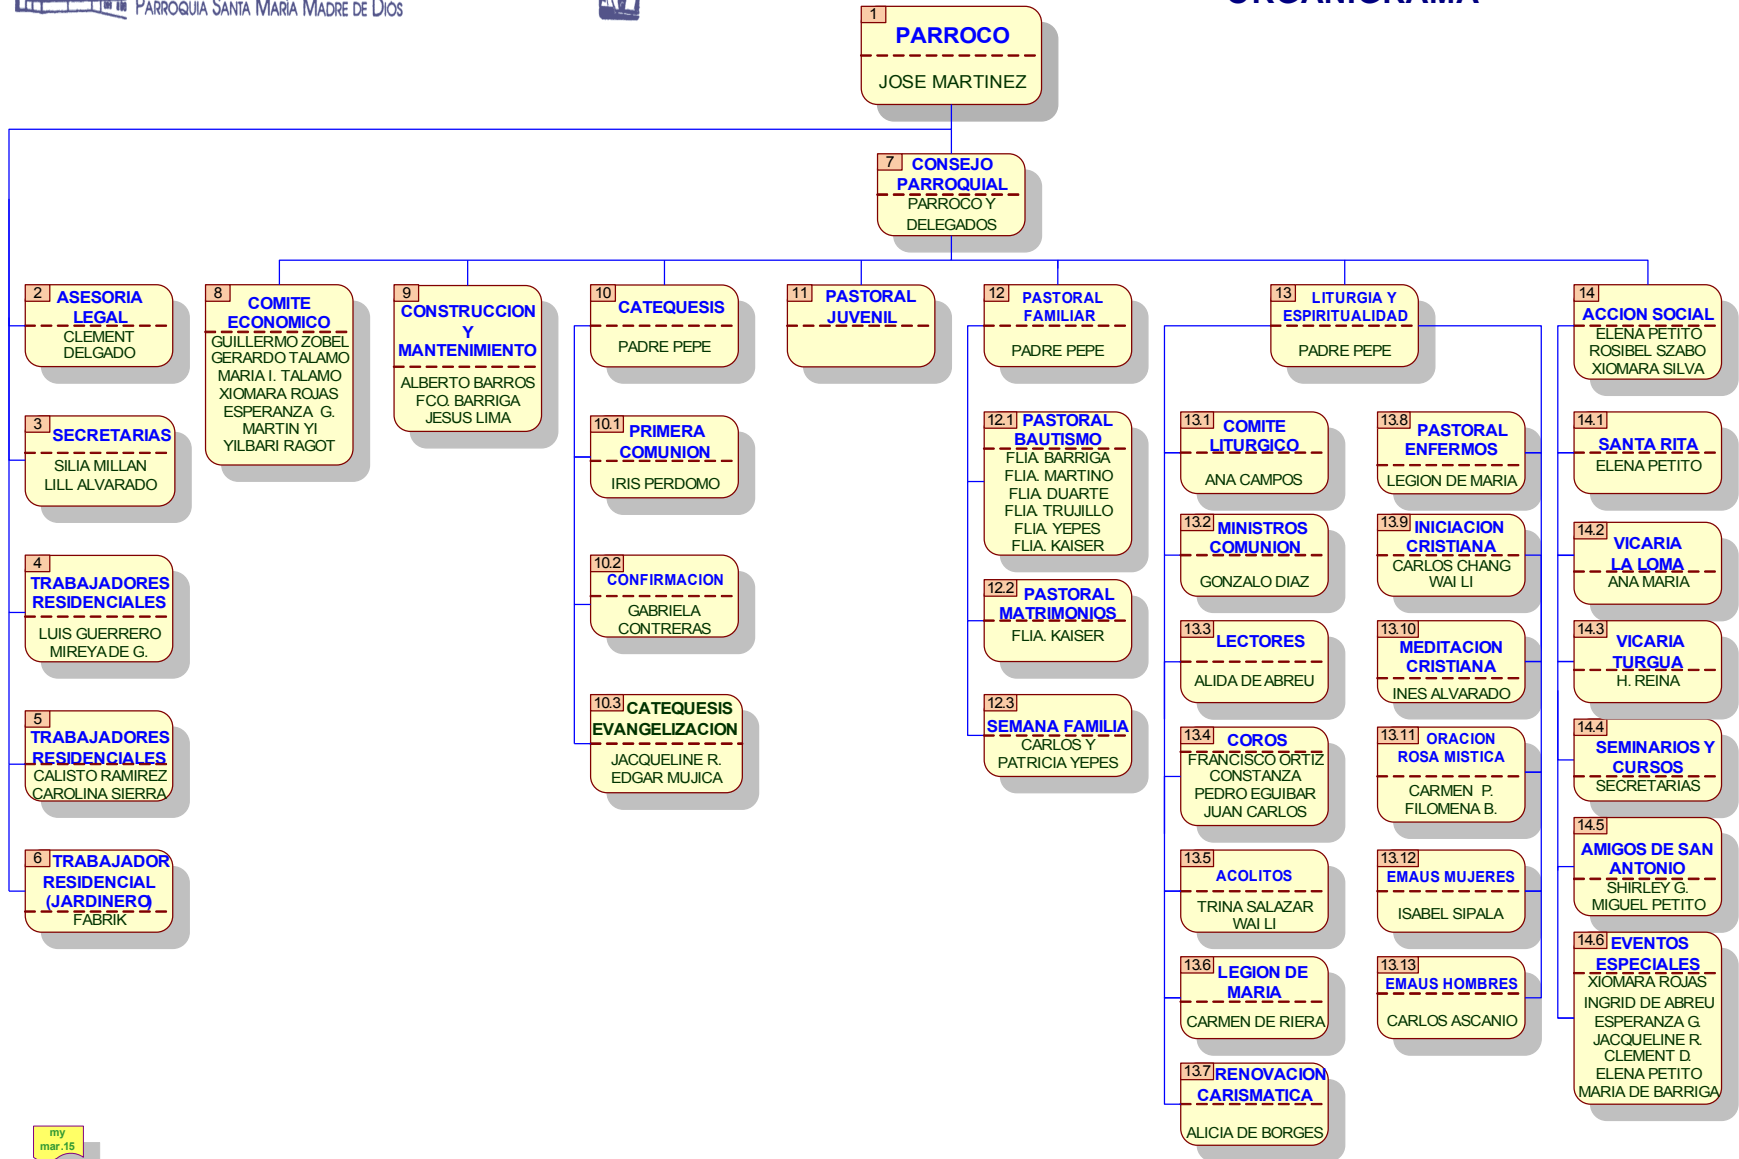 PARROQUIA SANTA MARÍA MADRE DE DIOS
ORGANIGRAMA
1
PARROCO
JOSE MARTINEZ
7
CONSEJO
PARROQUIAL
PARROCO Y
DELEGADOS
2
ASESORIA
LEGAL
CLEMENT
DELGADO
3
SECRETARIAS
SILIA MILLAN
LILL ALVARADO
4
TRABAJADORES
RESIDENCIALES
LUIS GUERRERO
MIREYA DE G.
5
TRABAJADORES
RESIDENCIALES
CALISTO RAMIREZ
CAROLINA SIERRA
6
TRABAJADOR
RESIDENCIAL
(JARDINERO)
FABRIK
8
COMITE
ECONOMICO
GUILLERMO ZOBEL
GERARDO TALAMO
MARIA I. TALAMO
XIOMARA ROJAS
ESPERANZA G.
MARTIN YI
YILBARI RAGOT
9
CONSTRUCCION
Y
MANTENIMIENTO
ALBERTO BARROS
FCO. BARRIGA
JESUS LIMA
10
CATEQUESIS
PADRE PEPE
10.1
PRIMERA
COMUNION
IRIS PERDOMO
10.2
CONFIRMACION
GABRIELA
CONTRERAS
10.3
CATEQUESIS
EVANGELIZACION
JACQUELINE R.
EDGAR MUJICA
11
PASTORAL
JUVENIL
12
PASTORAL
FAMILIAR
PADRE PEPE
12.1
PASTORAL
BAUTISMO
FLIA. BARRIGA
FLIA. MARTINO
FLIA. DUARTE
FLIA. TRUJILLO
FLIA. YEPES
FLIA. KAISER
12.2
PASTORAL
MATRIMONIOS
FLIA. KAISER
12.3
SEMANA FAMILIA
CARLOS Y
PATRICIA YEPES
13
LITURGIA Y
ESPIRITUALIDAD
PADRE PEPE
13.1
COMITE
LITURGICO
ANA CAMPOS
13.2
MINISTROS
COMUNION
GONZALO DIAZ
13.3
LECTORES
ALIDA DE ABREU
13.4
COROS
FRANCISCO ORTIZ
CONSTANZA
PEDRO EGUIBAR
JUAN CARLOS
13.5
ACOLITOS
TRINA SALAZAR
WAI LI
13.6
LEGION DE
MARIA
CARMEN DE RIERA
13.7
RENOVACION
CARISMATICA
ALICIA DE BORGES
13.8
PASTORAL
ENFERMOS
LEGION DE MARIA
13.9
INICIACION
CRISTIANA
CARLOS CHANG
WAI LI
13.10
MEDITACION
CRISTIANA
INES ALVARADO
13.11
ORACION
ROSA MISTICA
CARMEN P.
FILOMENA B.
13.12
EMAUS MUJERES
ISABEL SIPALA
13.13
EMAUS HOMBRES
CARLOS ASCANIO
14
ACCION SOCIAL
ELENA PETITO
ROSIBEL SZABO
XIOMARA SILVA
14.1
SANTA RITA
ELENA PETITO
14.2
VICARIA
LA LOMA
ANA MARIA
14.3
VICARIA
TURGUA
H. REINA
14.4
SEMINARIOS Y
CURSOS
SECRETARIAS
14.5
AMIGOS DE SAN
ANTONIO
SHIRLEY G.
MIGUEL PETITO
14.6
EVENTOS
ESPECIALES
XIOMARA ROJAS
INGRID DE ABREU
ESPERANZA G.
JACQUELINE R.
CLEMENT D.
ELENA PETITO
MARIA DE BARRIGA
my
mar.15